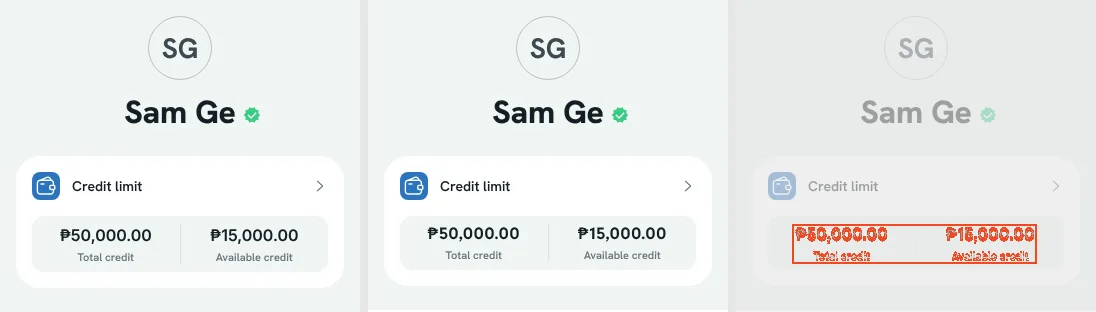 SG
Sam Ge
Credit limit
₱50,000.00 ₱15,000.00
Total credit Available credit
SG
Sam Ge
Credit limit
₱50,000.00 ₱15,000.00
Total credit Available credit
SG
Sam Ge
Credit limit
₱50,000.00 ₱15,000.00
Total credit Available credit